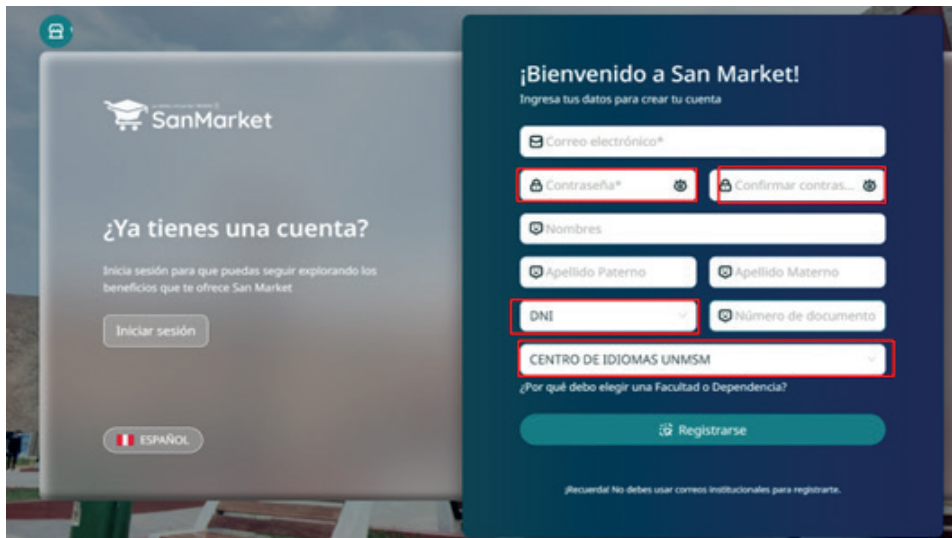 SanMarket
¿Ya tienes una cuenta?
Inicia sesión para que puedas seguir explorando los
beneficios que te ofrece San Market
Iniciar sesión
ESPAÑOL
¡Bienvenido a San Market!
Ingresa tus datos para crear tu cuenta
Correo electrónico*
Contraseña* Confirmar contras...
Nombres
Apellido Paterno Apellido Materno
DNI Número de documento
CENTRO DE IDIOMAS UNMSM
¿Por qué debo elegir una Facultad o Dependencia?
Registrarse
¡Recuerda! No debes usar correos institucionales para registrarte.